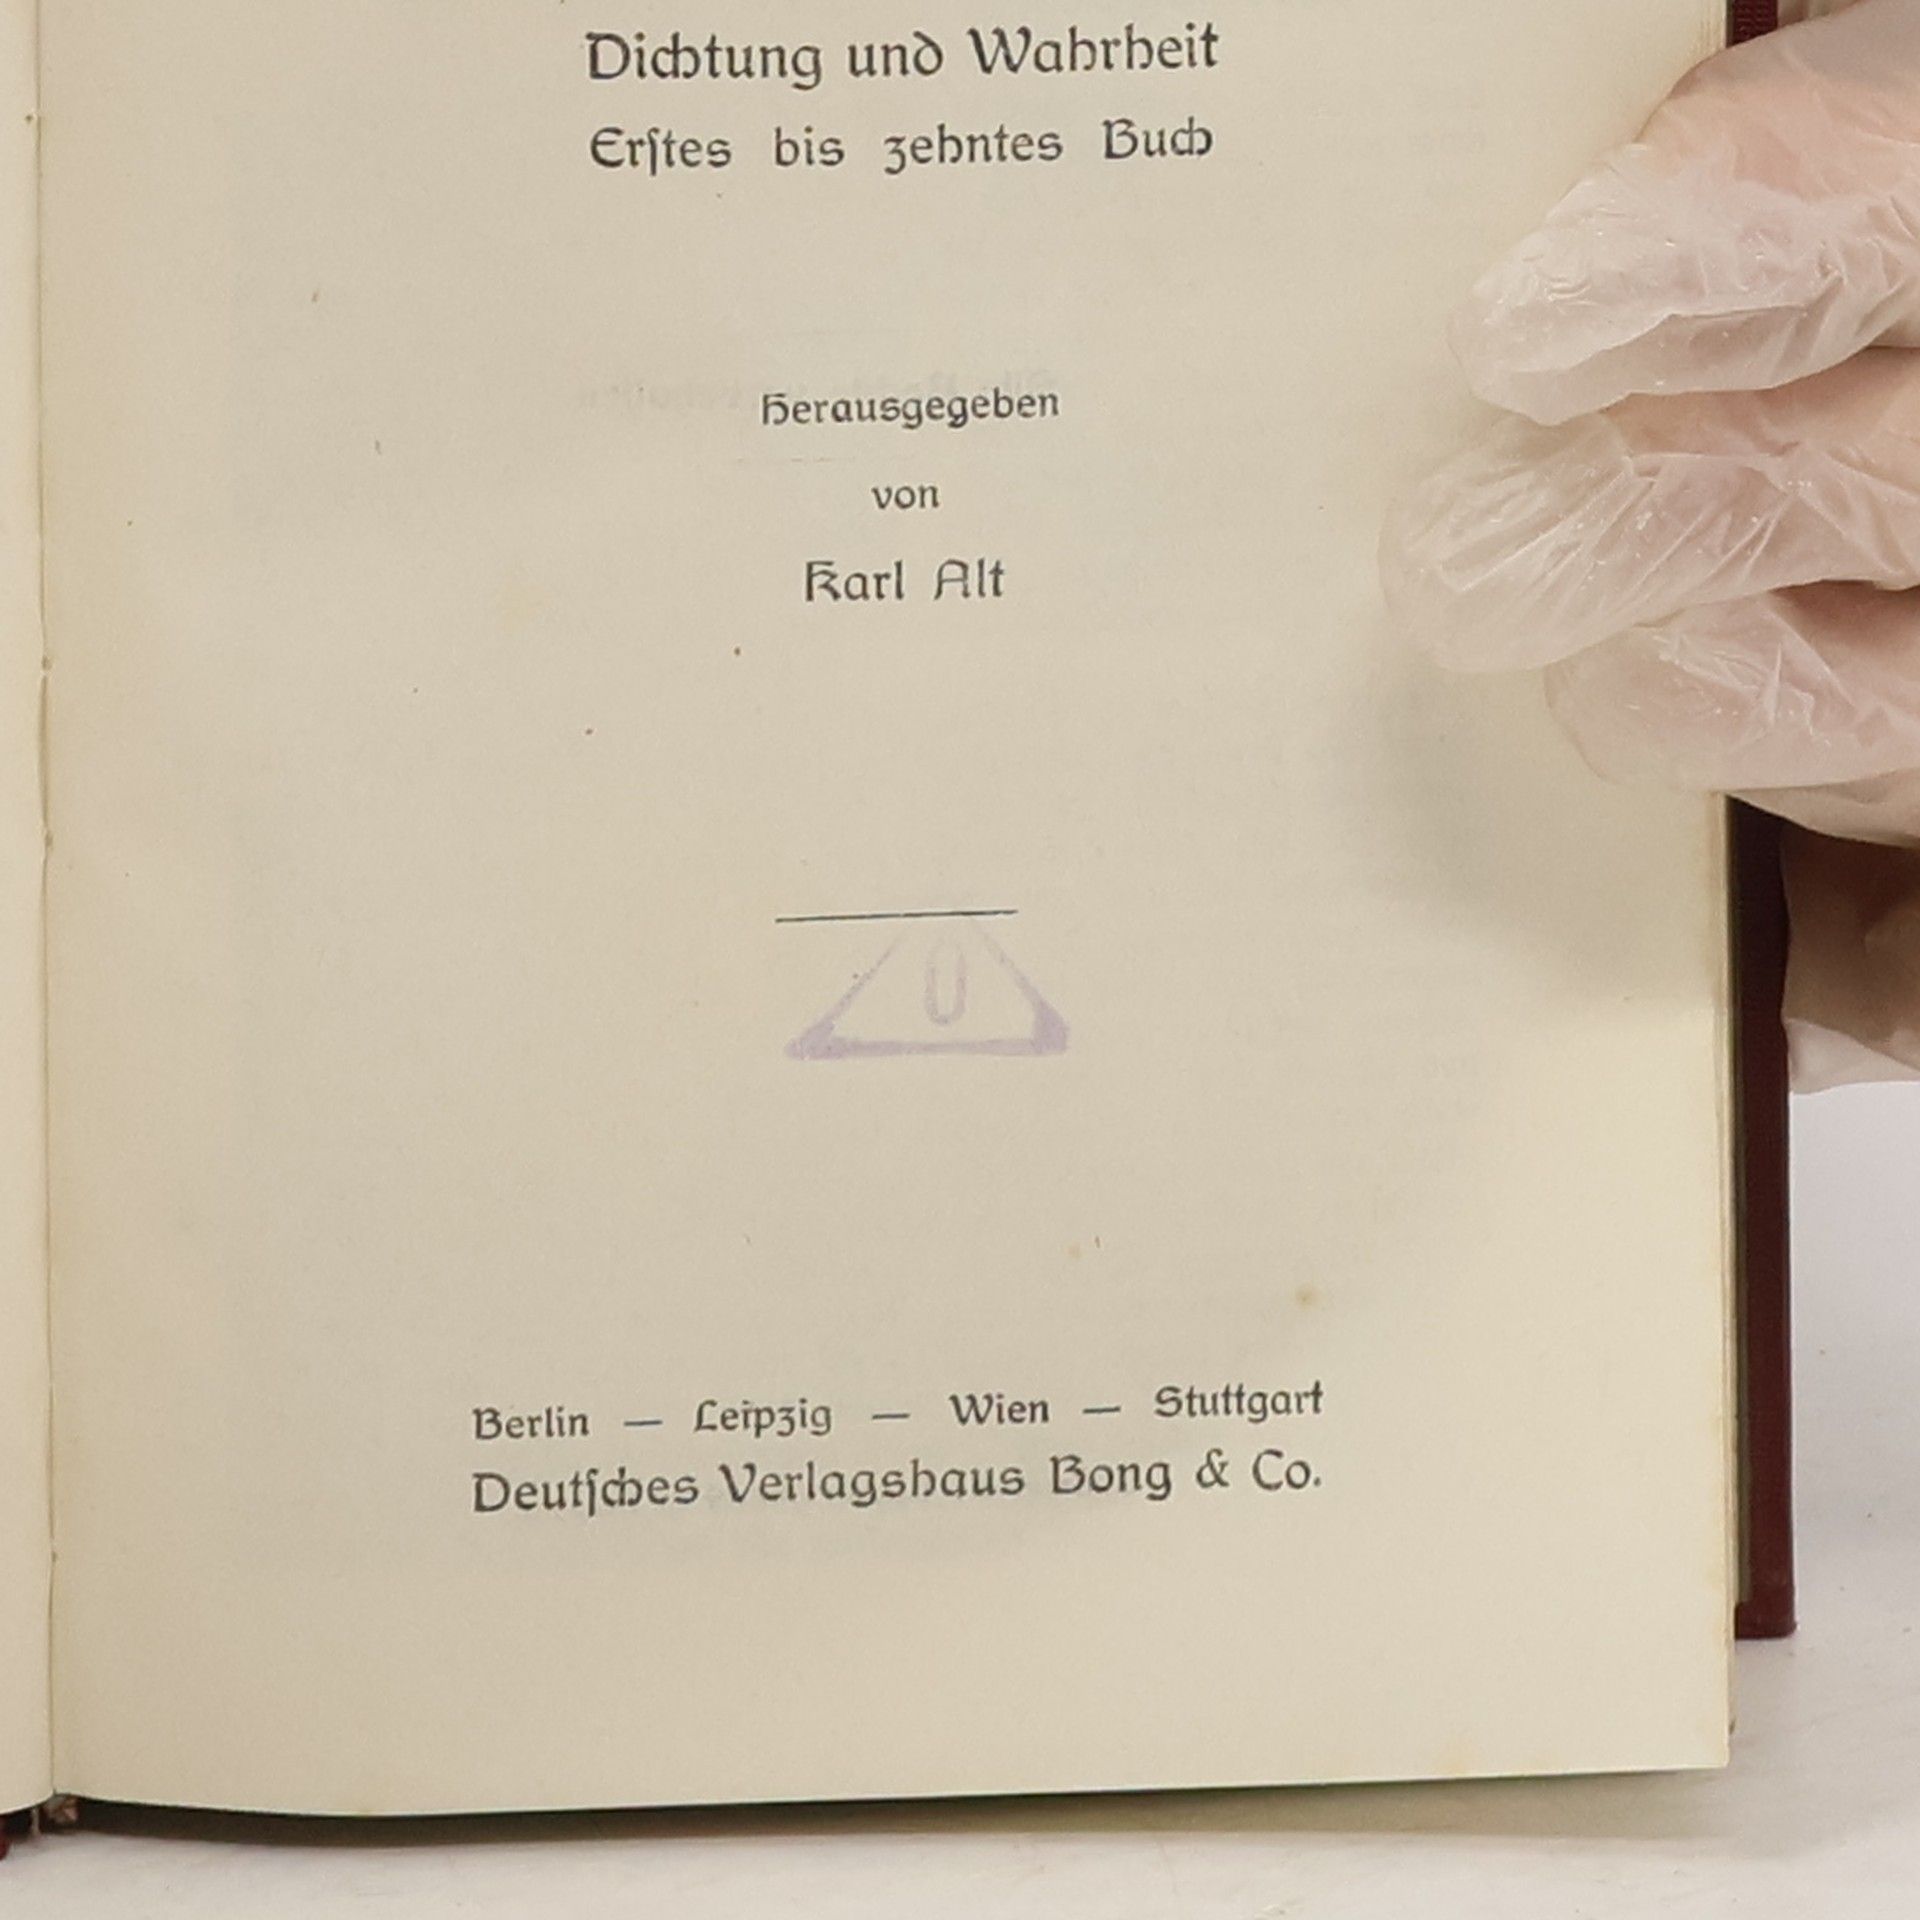 Dichtung und Wahrheit
Erſtes bis zehntes Buch
Herausgegeben
von
Karl Alt
U
Berlin — Leipzig — Wien — Stuttgart
Deutſches Verlagshaus Bong & Co.